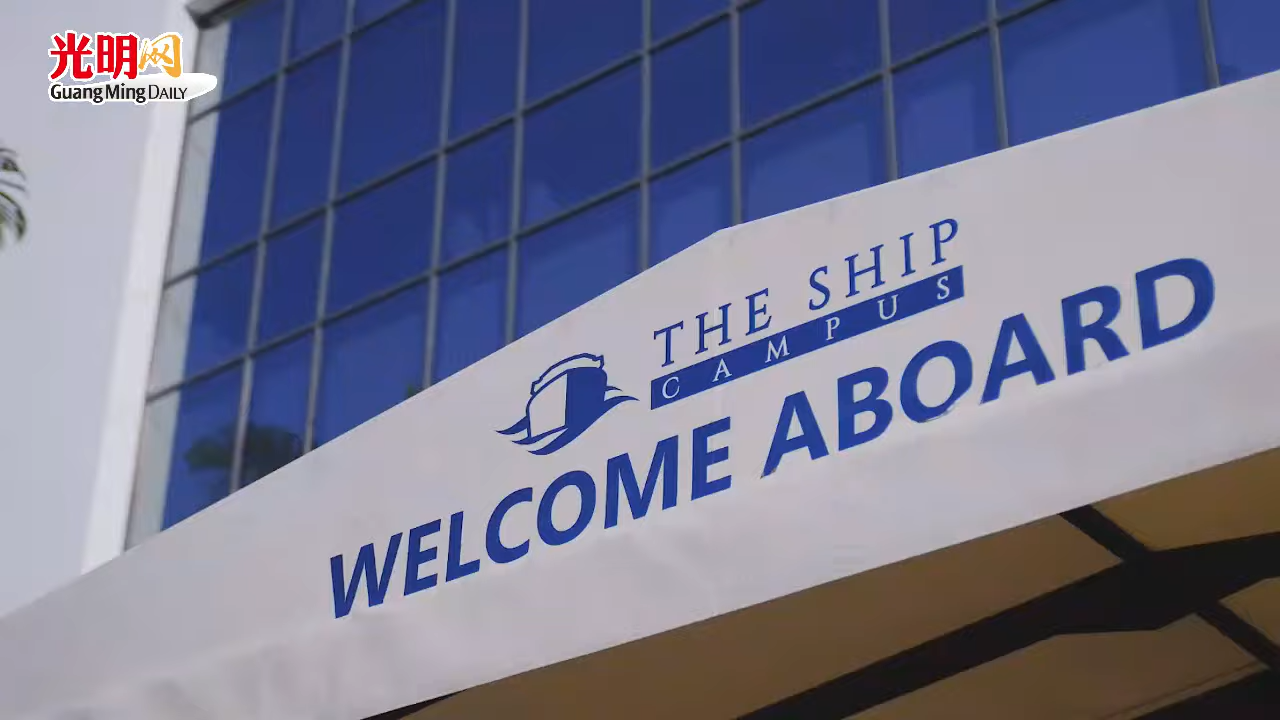 光明网
Guang Ming DAILY
THE SHIP
CAMPUS
WELCOME ABOARD